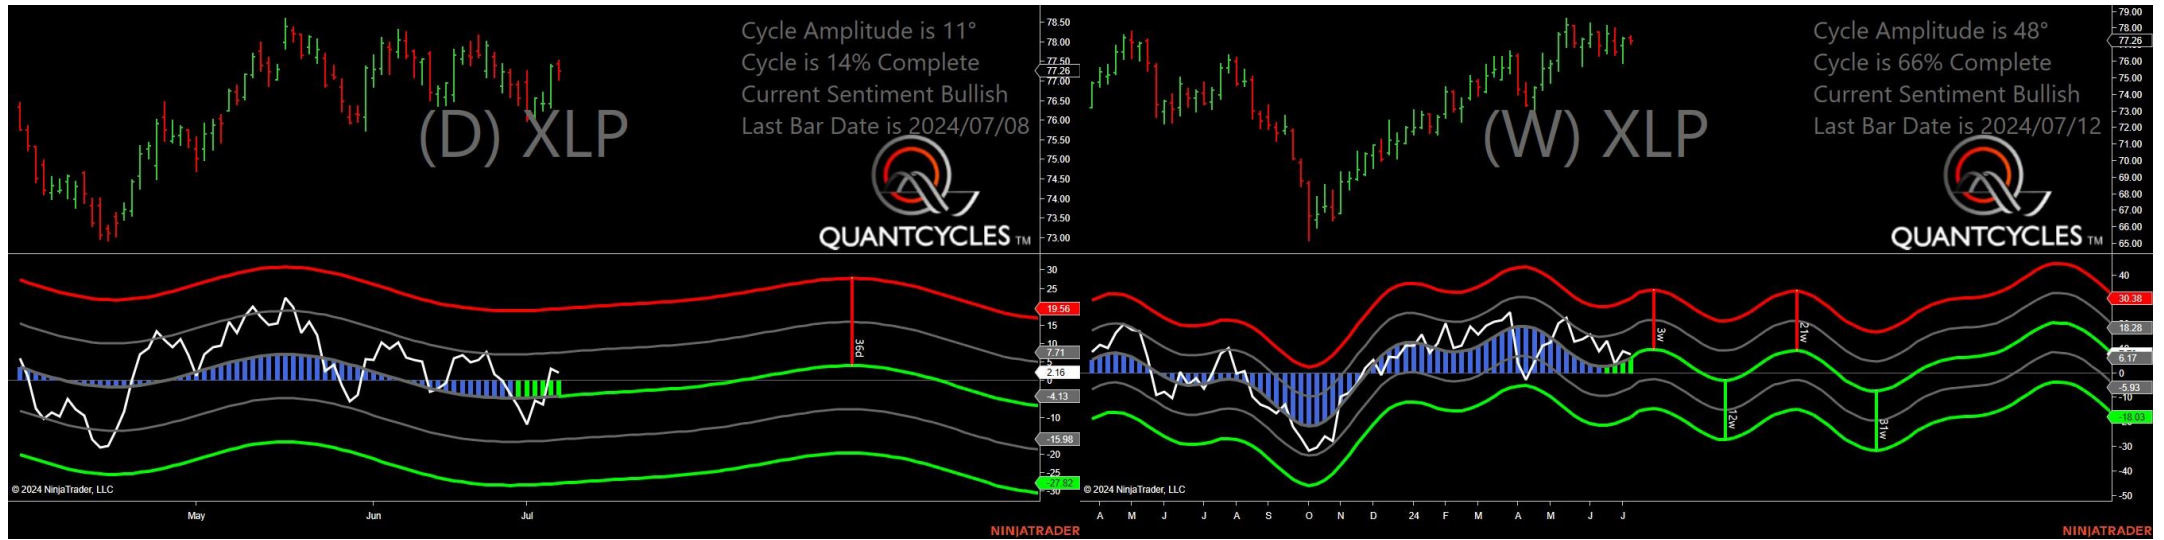 Cycle Amplitude is 11°
Cycle is 14% Complete
Current Sentiment Bullish
Last Bar Date is 2024/07/08
(D) XLP
QUANTCYCLES TM
78.50
78.00
77.50
77.26
77.00
76.50
76.00
75.50
75.00
74.50
74.00
73.50
73.00
30
25
19.56
15
10
7.71
5
2.16
0
-4.13
-10
-15.98
-20
-25
-27.82
-30
36d
© 2024 NinjaTrader, LLC
May
Jun
Jul
NINJATRADER
Cycle Amplitude is 48°
Cycle is 66% Complete
Current Sentiment Bullish
Last Bar Date is 2024/07/12
(W) XLP
QUANTCYCLES TM
79.00
78.00
77.26
76.00
75.00
74.00
73.00
72.00
71.00
70.00
69.00
68.00
67.00
66.00
65.00
40
30.38
18.28
6.17
0
-5.93
-10
-18.03
-30
-40
-50
3w
21w
12w
31w
© 2024 NinjaTrader, LLC
A M J J A S O N D 24 F M A M J J
NINJATRADER